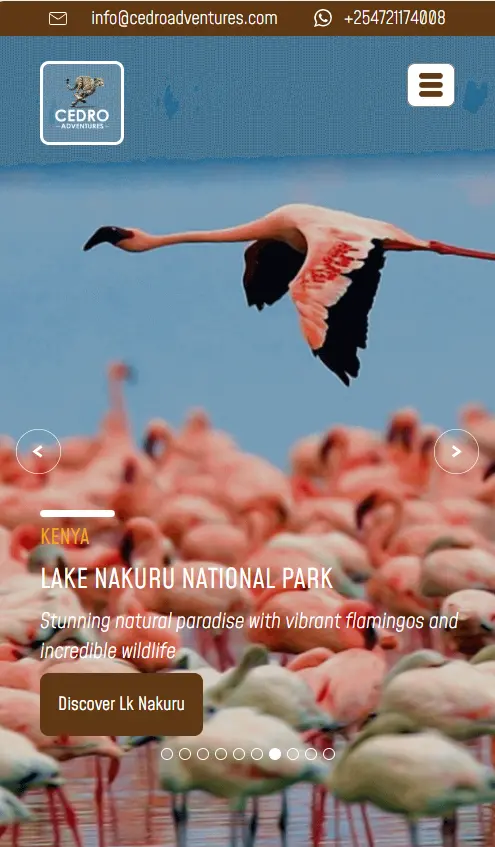 info@cedroadventures.com
+254721174008
CEDRO
-ADVENTURES-
<
>
KENYA
LAKE NAKURU NATIONAL PARK
Stunning natural paradise with vibrant flamingos and
incredible wildlife
Discover Lk Nakuru